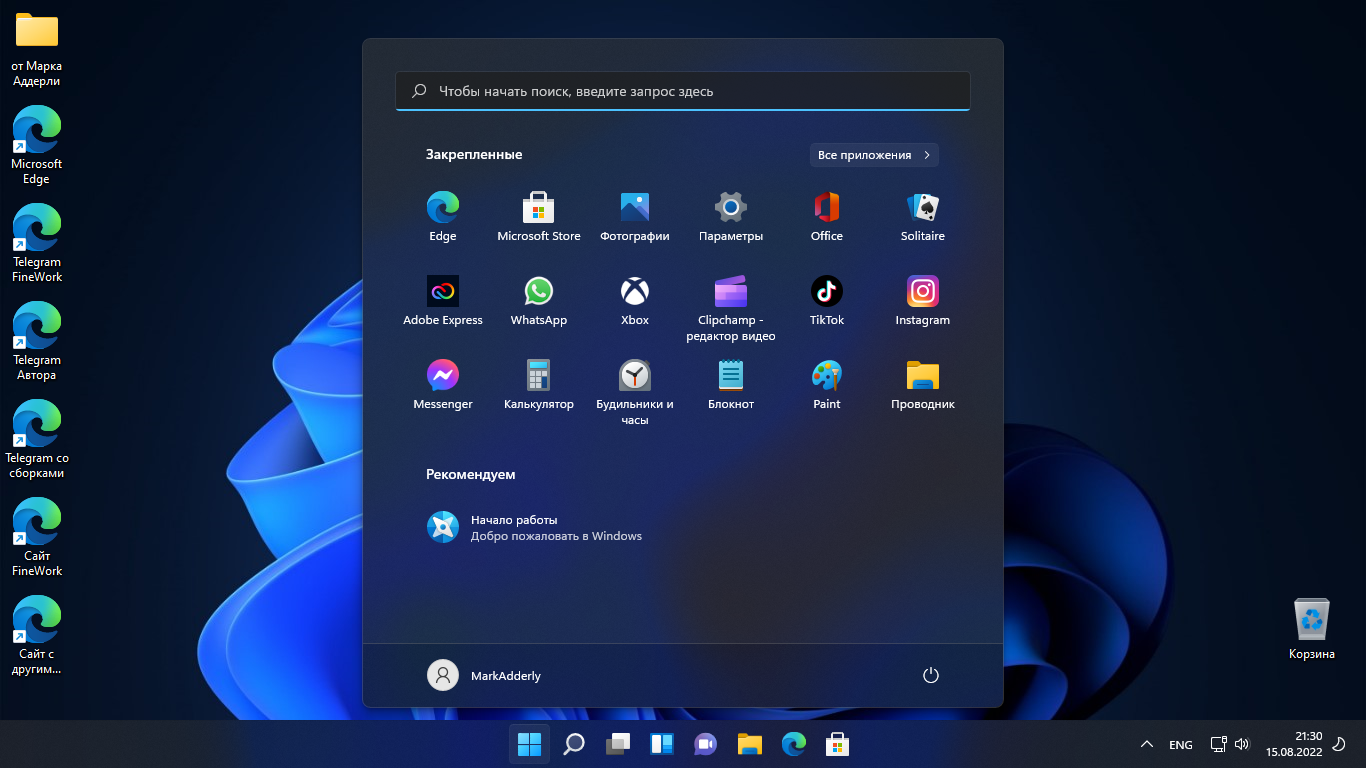 от Марка
Аддерли
Microsoft
Edge
Telegram
FineWork
Telegram
Автора
Telegram со
сборками
Сайт
FineWork
Сайт с
другим...
Чтобы начать поиск, введите запрос здесь
Закрепленные
Все приложения
Edge
Microsoft Store
Фотографии
Параметры
Office
Solitaire
Adobe Express
WhatsApp
Xbox
Clipchamp -
редактор видео
TikTok
Instagram
Messenger
Калькулятор
Будильники и
часы
Блокнот
Paint
Проводник
Рекомендуем
Начало работы
Добро пожаловать в Windows
MarkAdderly
Корзина
ENG
21:30
15.08.2022